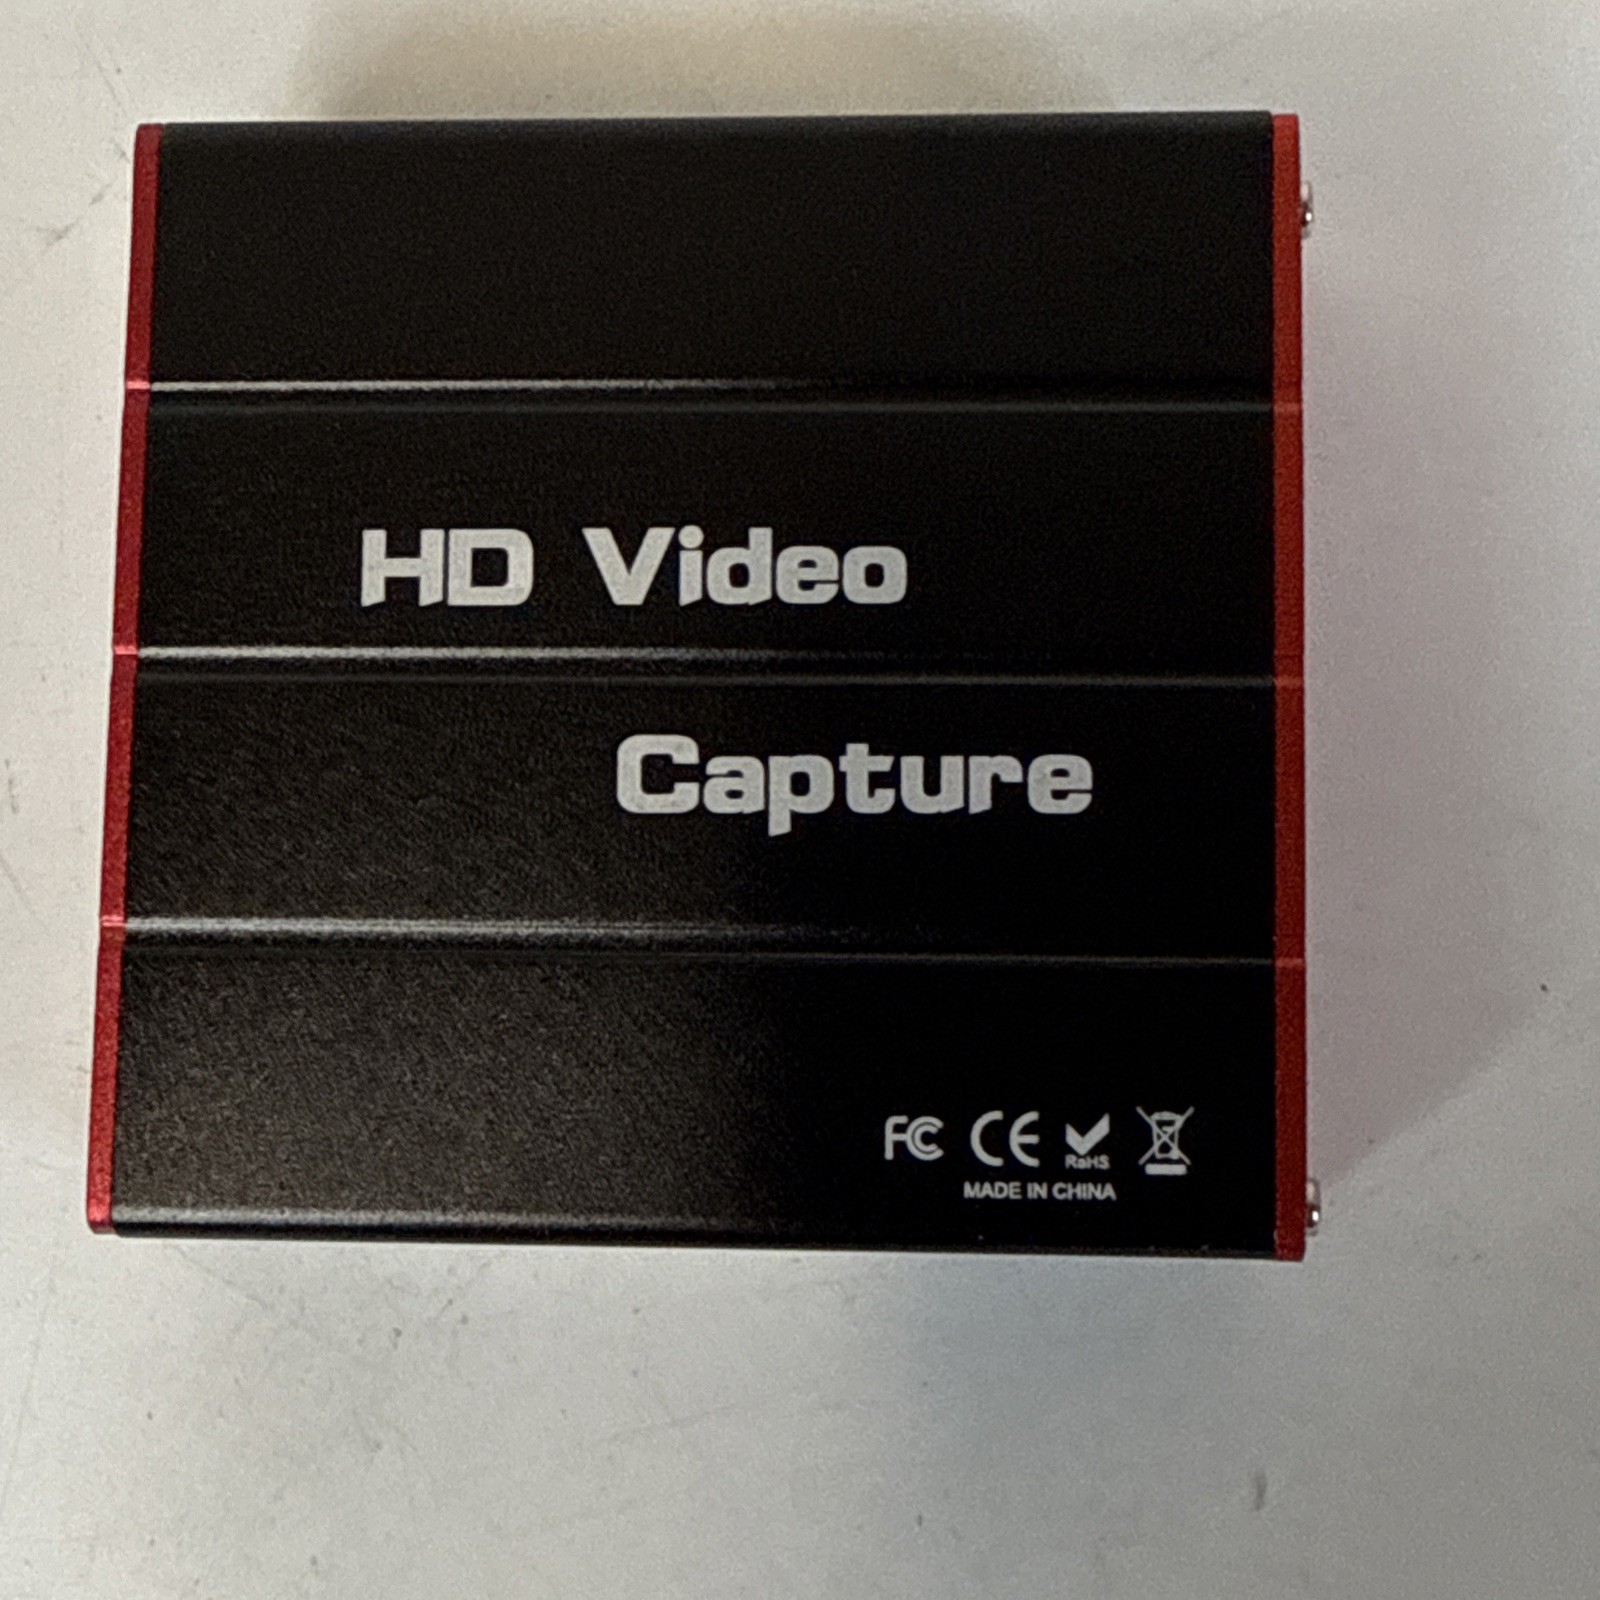 HD Video
Capture
FC CE RoHS
MADE IN CHINA